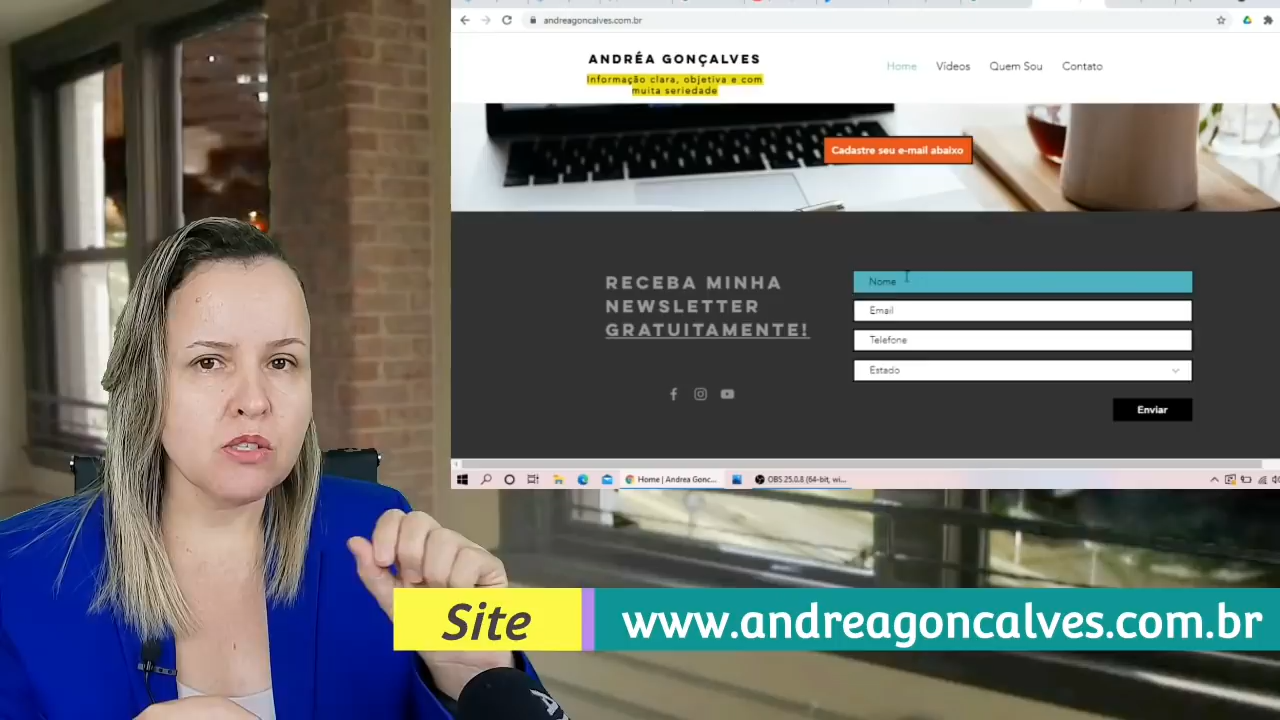 andreagoncalves.com.br
ANDRÉA GONÇALVES
Informação clara, objetiva e com
muita seriedade
Home
Vídeos
Quem Sou
Contato
Cadastre seu e-mail abaixo
RECEBA MINHA
NEWSLETTER
GRATUITAMENTE!
Nome
Email
Telefone
Estado
Enviar
Home | Andrea Gonc...
OBS 25.0.8 (64-bit, wi...
Site
www.andreagoncalves.com.br